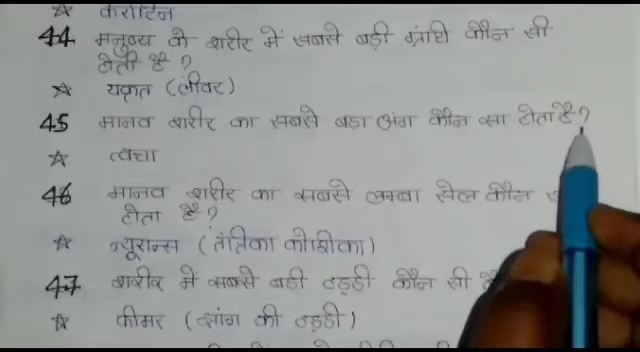 ☆ केरोटिन
44 मनुष्य के शरीर में सबसे बड़ी ग्रंथि कौन सी
होती है ?
☆ यकृत (लीवर)
45 मानव शरीर का सबसे बड़ा अंग कौन सा होता है ?
☆ त्वचा
46 मानव शरीर का सबसे लम्बा सेल कौन
होता है ?
☆ न्यूरान्स (तंतिका कोशीका)
47 शरीर में सबसे बडी हड्डी कौन सी
☆ फीमर (जांग की हड्डी)